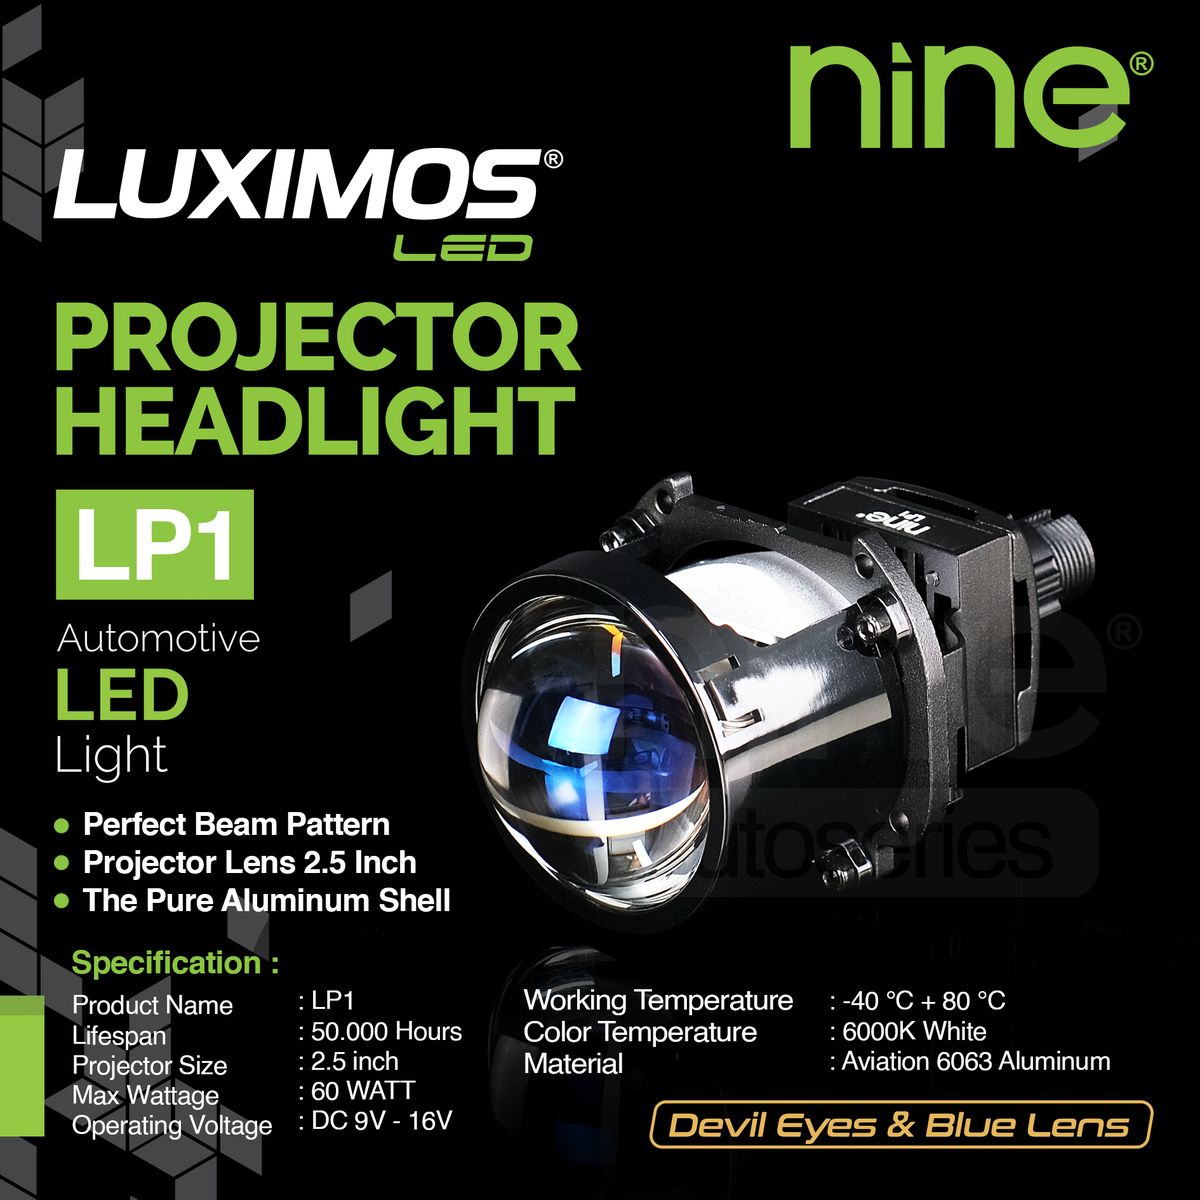 nine®
LUXIMOS®
LED
PROJECTOR
HEADLIGHT
LP1
Automotive
LED
Light
• Perfect Beam Pattern
• Projector Lens 2.5 Inch
• The Pure Aluminum Shell
nine®
LP1
nine®
autoseries
Specification :
Product Name : LP1
Lifespan : 50.000 Hours
Projector Size : 2.5 inch
Max Wattage : 60 WATT
Operating Voltage : DC 9V - 16V
Working Temperature : -40 °C + 80 °C
Color Temperature : 6000K White
Material : Aviation 6063 Aluminum
Devil Eyes & Blue Lens